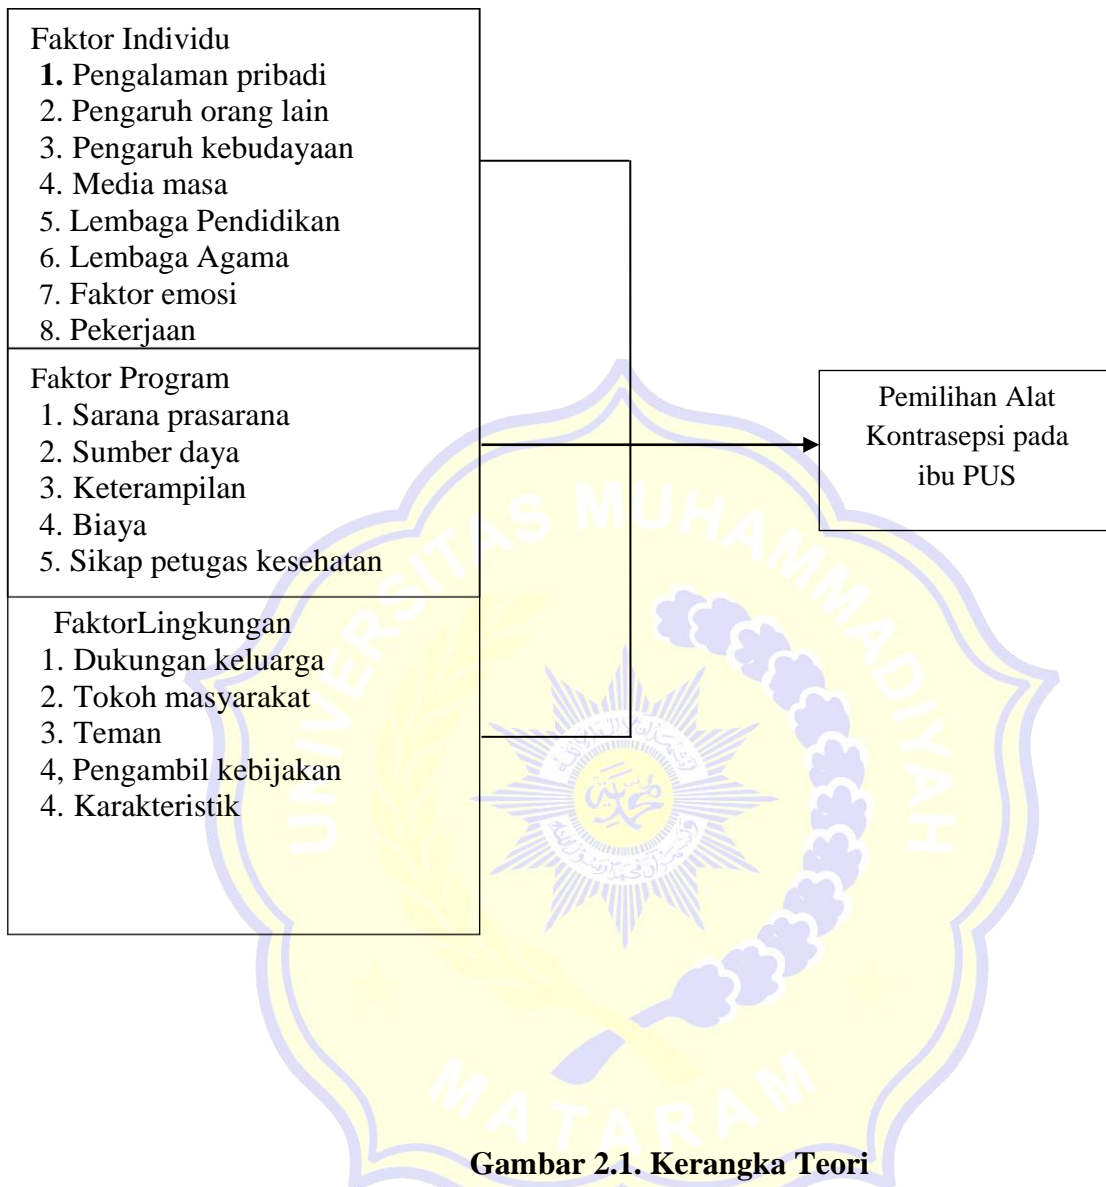 Faktor Individu
1. Pengalaman pribadi
2. Pengaruh orang lain
3. Pengaruh kebudayaan
4. Media masa
5. Lembaga Pendidikan
6. Lembaga Agama
7. Faktor emosi
8. Pekerjaan
Faktor Program
1. Sarana prasarana
2. Sumber daya
3. Keterampilan
4. Biaya
5. Sikap petugas kesehatan
FaktorLingkungan
1. Dukungan keluarga
2. Tokoh masyarakat
3. Teman
4, Pengambil kebijakan
4. Karakteristik
Pemilihan Alat
Kontrasepsi pada
ibu PUS
UNIVERSITAS MUHAMMADIYAH
MATARAM
Gambar 2.1. Kerangka Teori